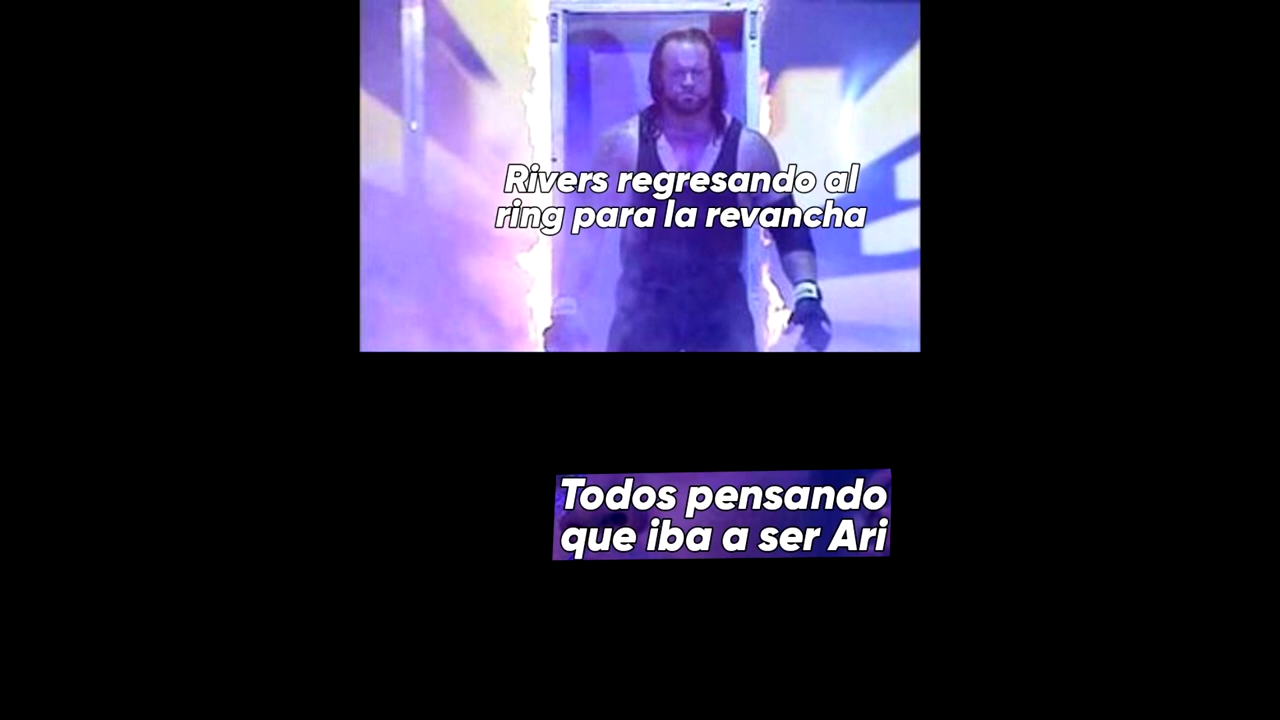 Rivers regresando al
ring para la revancha
Todos pensando
que iba a ser Ari